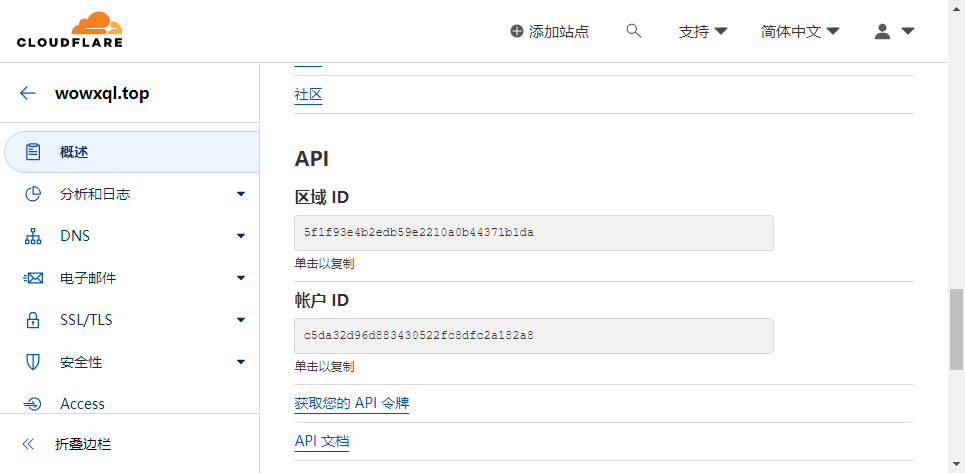 CLOUDFLARE
添加站点
支持
简体中文
wowxql.top
概述
分析和日志
DNS
电子邮件
SSL/TLS
安全性
Access
折叠边栏
社区
API
区域 ID
5f1f93e4b2edb59e2210a0b44371b1da
单击以复制
帐户 ID
c5da32d96d883430522fc8dfc2a182a8
单击以复制
获取您的 API 令牌
API 文档